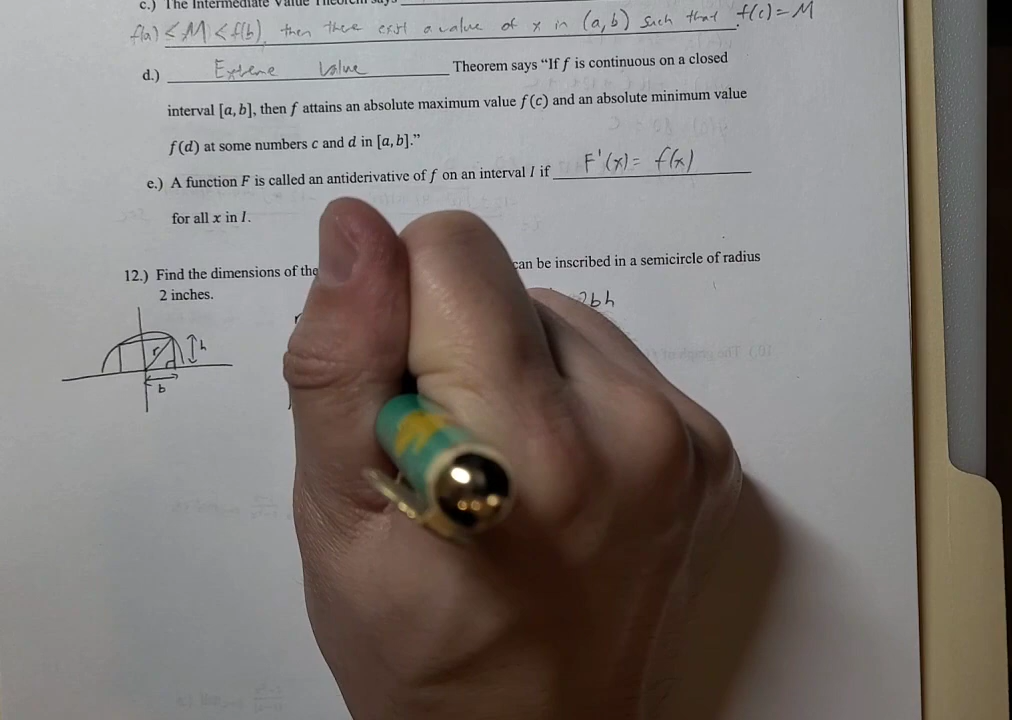 c.) The Intermediate Value Theorem says
f(a) ≤ M ≤ f(b), then there exist a value of x in (a,b) such that f(c) = M
d.) Extreme Value Theorem says "If f is continuous on a closed
interval [a, b], then f attains an absolute maximum value f(c) and an absolute minimum value
f(d) at some numbers c and d in [a, b]."
e.) A function F is called an antiderivative of f on an interval I if F'(x) = f(x)
for all x in I.
12.) Find the dimensions of the can be inscribed in a semicircle of radius
2 inches.
2bh
r h
b